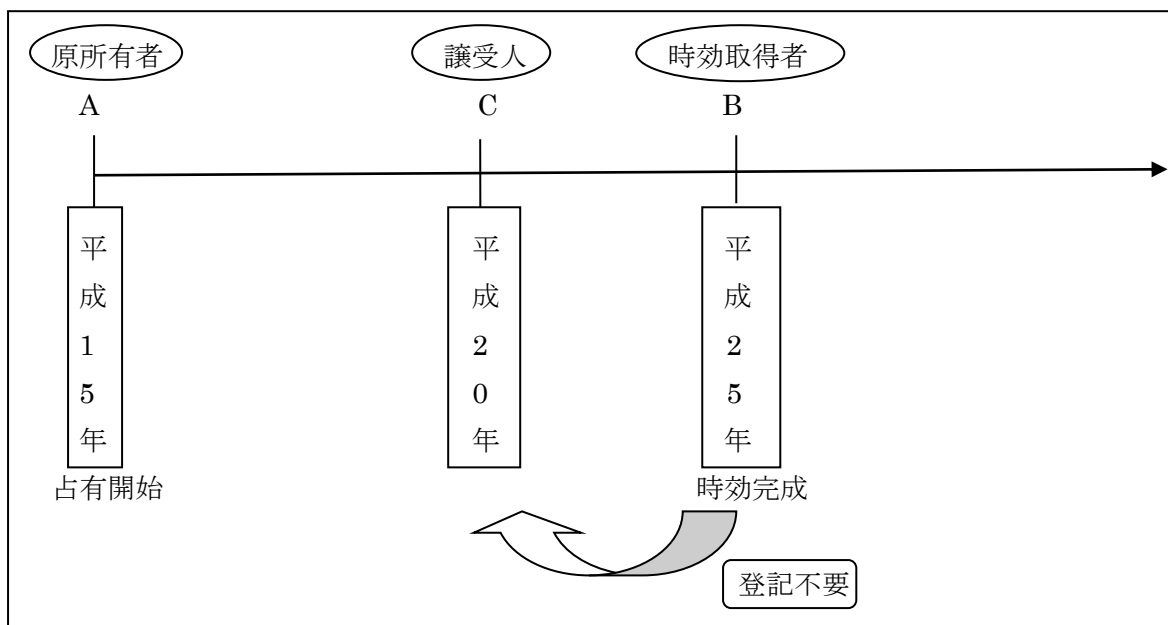 原所有者
譲受人
時効取得者
A
C
B
平成15年
平成20年
平成25年
占有開始
時効完成
登記不要